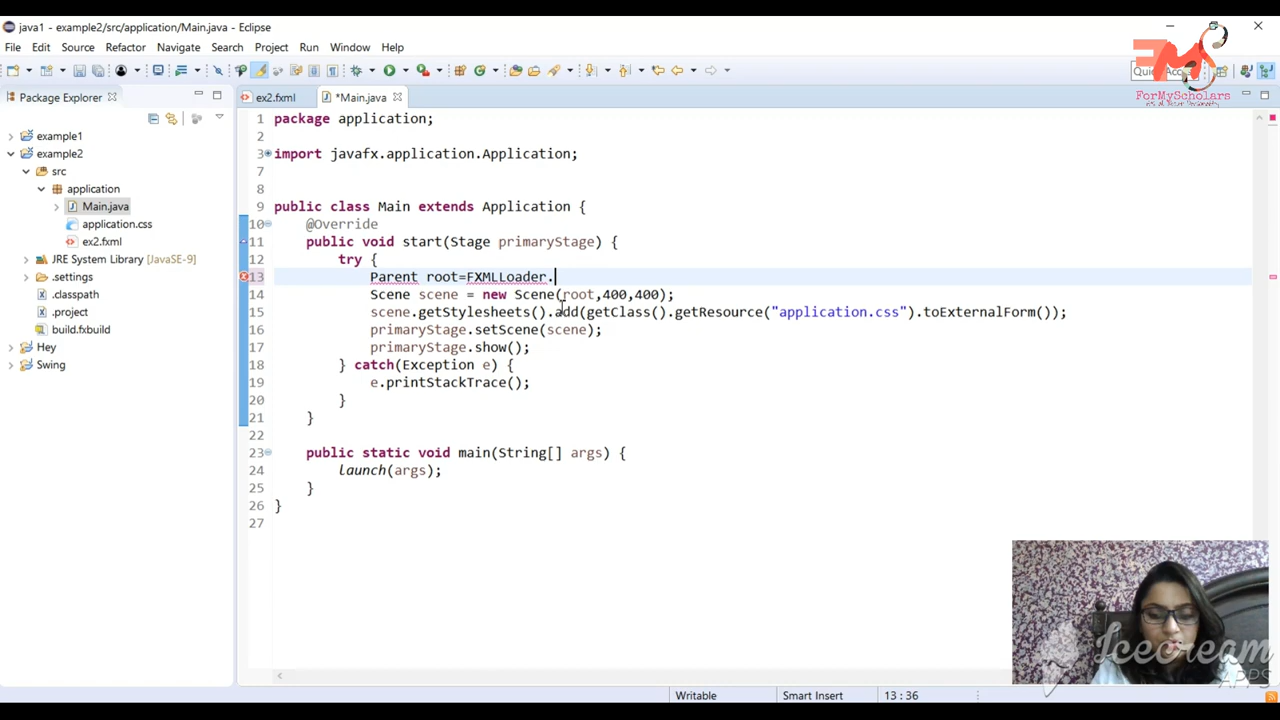 java1 - example2/src/application/Main.java - Eclipse
File Edit Source Refactor Navigate Search Project Run Window Help
Quick Acc
ForMyScholars
Package Explorer
ex2.fxml
*Main.java
example1
example2
src
application
Main.java
application.css
ex2.fxml
JRE System Library [JavaSE-9]
.settings
.classpath
.project
build.fxbuild
Hey
Swing
1 package application;
2
3 import javafx.application.Application;
7
8
9 public class Main extends Application {
10 @Override
11 public void start(Stage primaryStage) {
12 try {
13 Parent root=FXMLLoader.
14 Scene scene = new Scene(root,400,400);
15 scene.getStylesheets().add(getClass().getResource("application.css").toExternalForm());
16 primaryStage.setScene(scene);
17 primaryStage.show();
18 } catch(Exception e) {
19 e.printStackTrace();
20 }
21 }
22
23 public static void main(String[] args) {
24 launch(args);
25 }
26 }
27
Icecream
APPS
Writable
Smart Insert
13 : 36